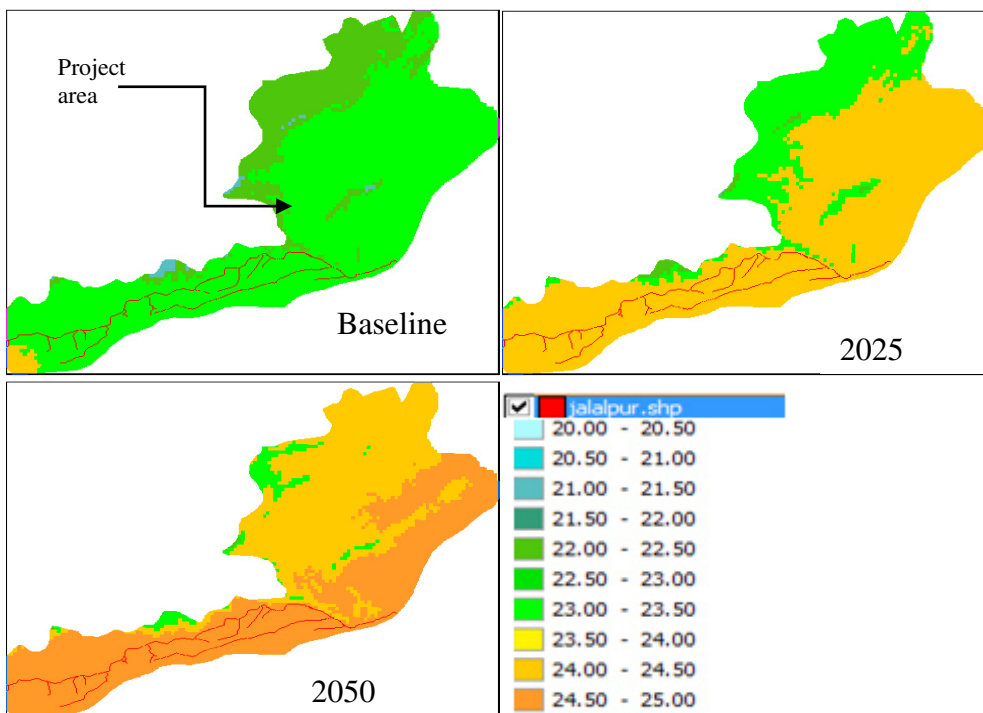 Project
area
Baseline
2025
2050
jalalpur.shp
20.00 - 20.50
20.50 - 21.00
21.00 - 21.50
21.50 - 22.00
22.00 - 22.50
22.50 - 23.00
23.00 - 23.50
23.50 - 24.00
24.00 - 24.50
24.50 - 25.00